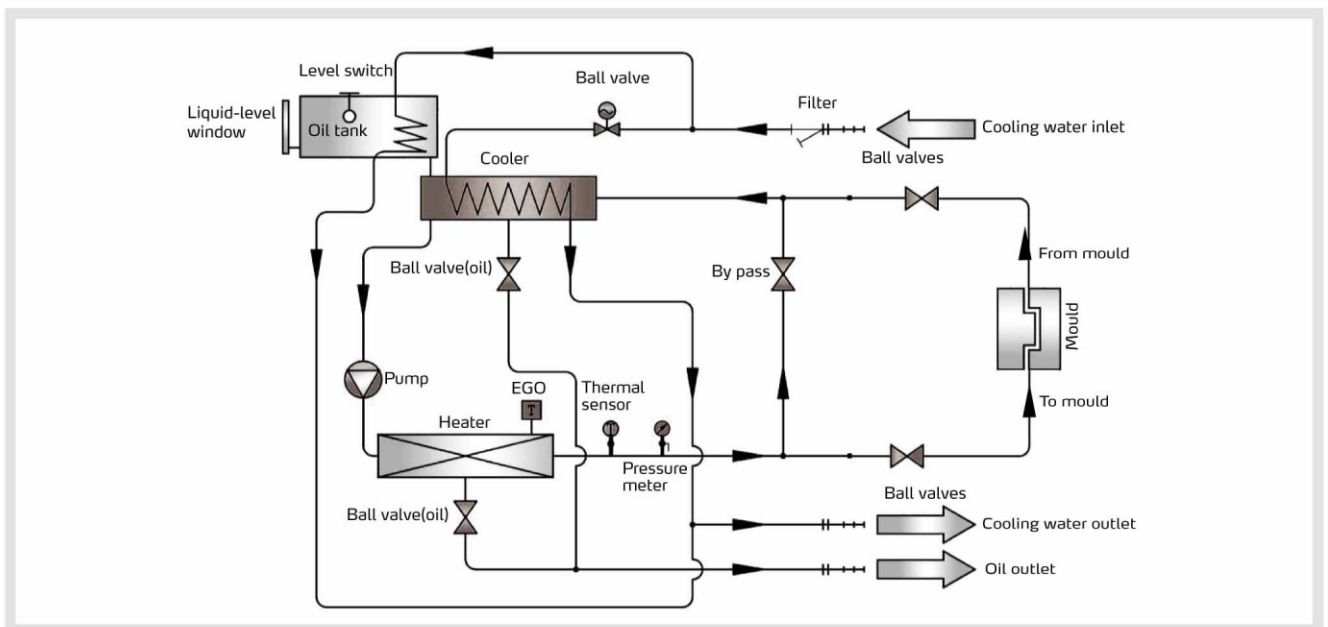 Level switch
Ball valve
Liquid-level
window
Oil tank
Filter
Cooling water inlet
Ball valves
Cooler
Ball valve(oil)
By pass
From mould
Mould
Pump
EGO
T
Thermal
sensor
To mould
Heater
Pressure
meter
Ball valve(oil)
Ball valves
Cooling water outlet
Oil outlet